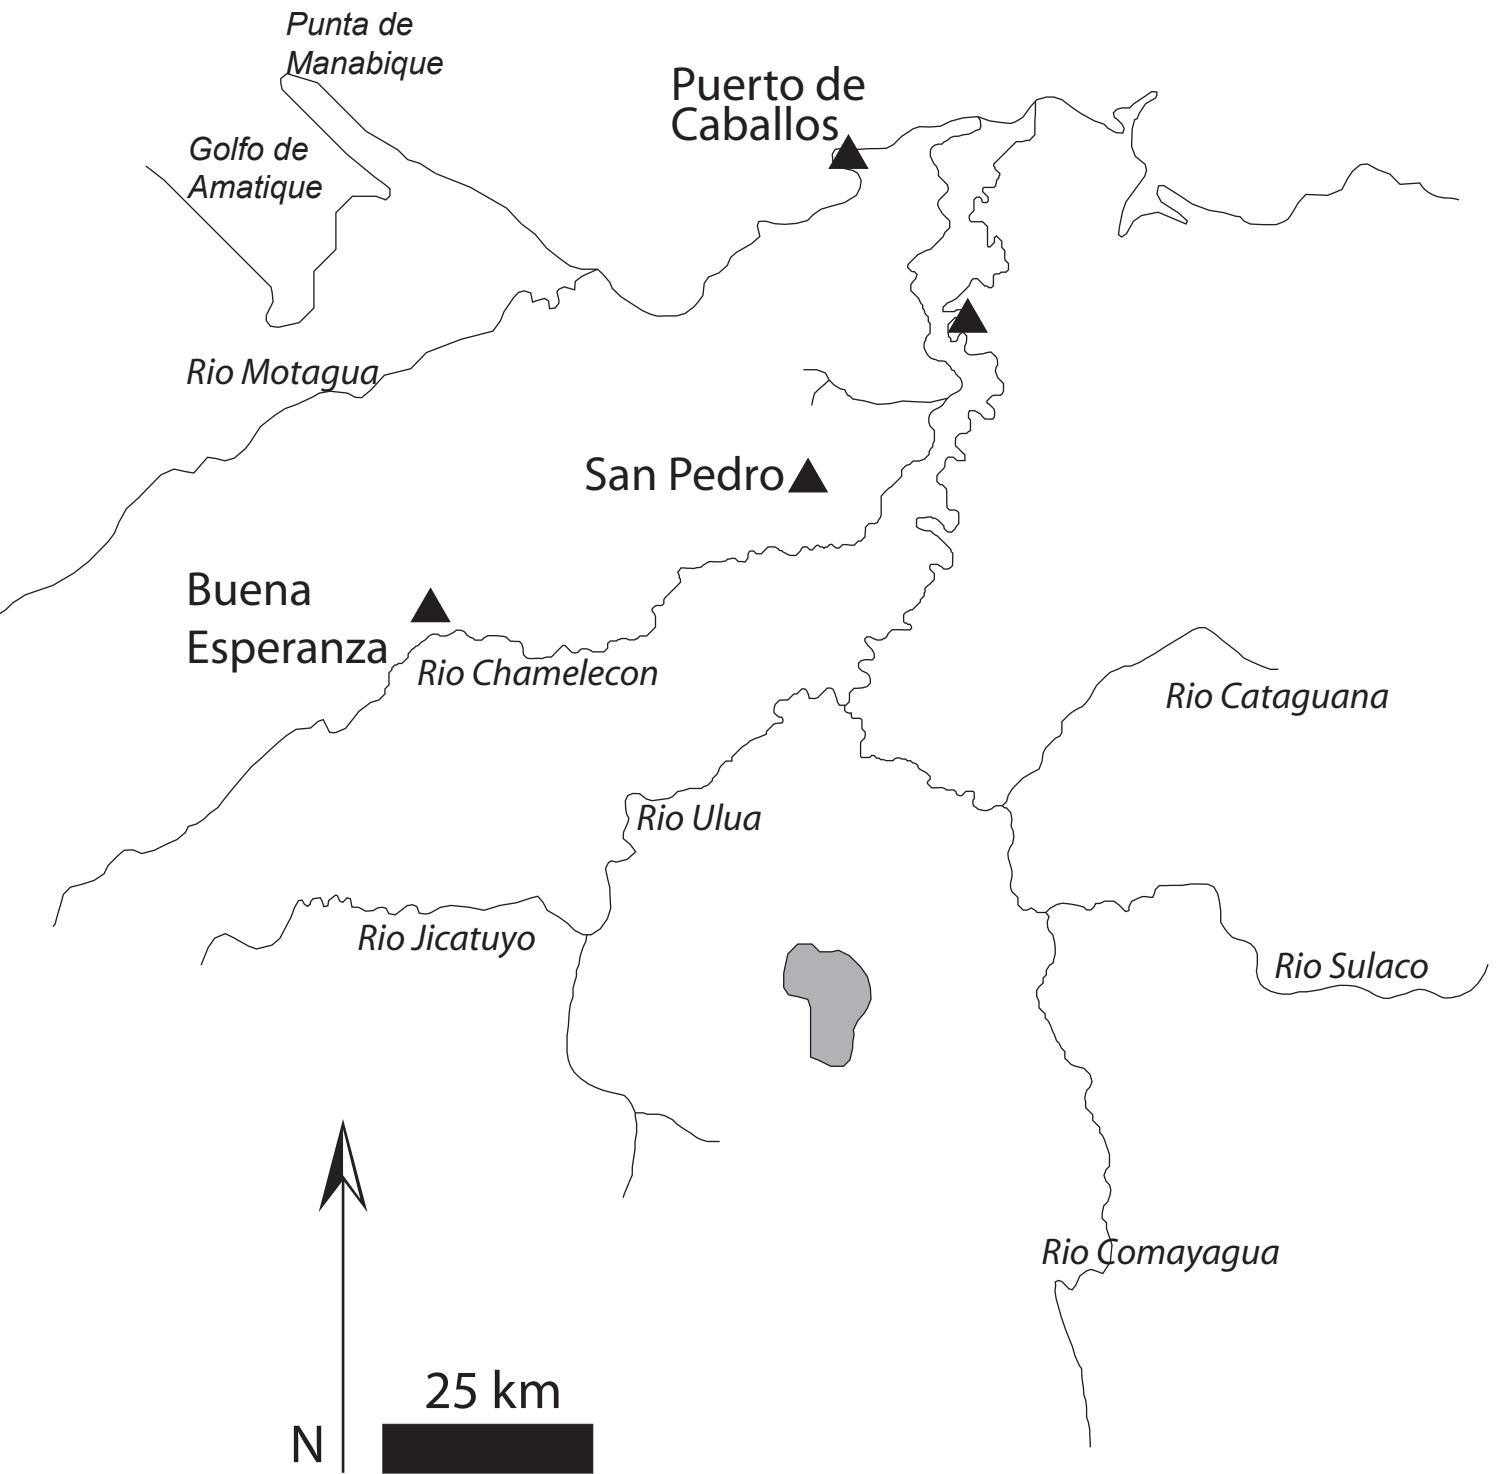 Punta de
Manabique
Puerto de
Caballos
Golfo de
Amatique
Rio Motagua
San Pedro
Buena
Esperanza
Rio Chamelecon
Rio Cataguana
Rio Ulua
Rio Jicatuyo
Rio Sulaco
Rio Comayagua
25 km
N